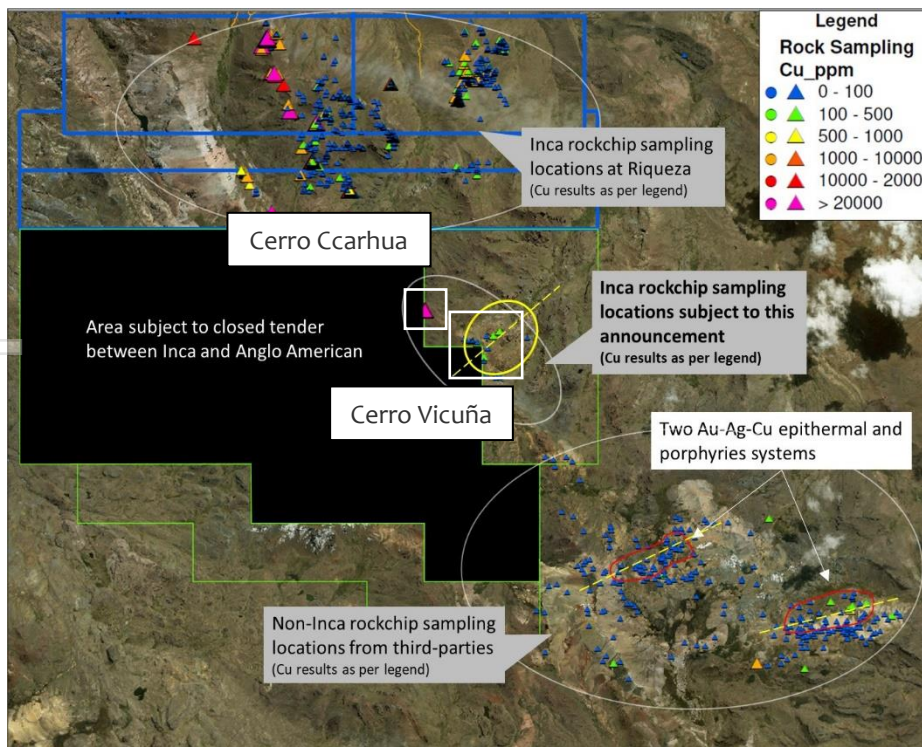 Legend
Rock Sampling
Cu_ppm
0 - 100
100 - 500
500 - 1000
1000 - 10000
10000 - 2000
> 20000
Inca rockchip sampling
locations at Riqueza
(Cu results as per legend)
Cerro Ccarhua
Area subject to closed tender
between Inca and Anglo American
Inca rockchip sampling
locations subject to this
announcement
(Cu results as per legend)
Cerro Vicuña
Two Au-Ag-Cu epithermal and
porphyries systems
Non-Inca rockchip sampling
locations from third-parties
(Cu results as per legend)